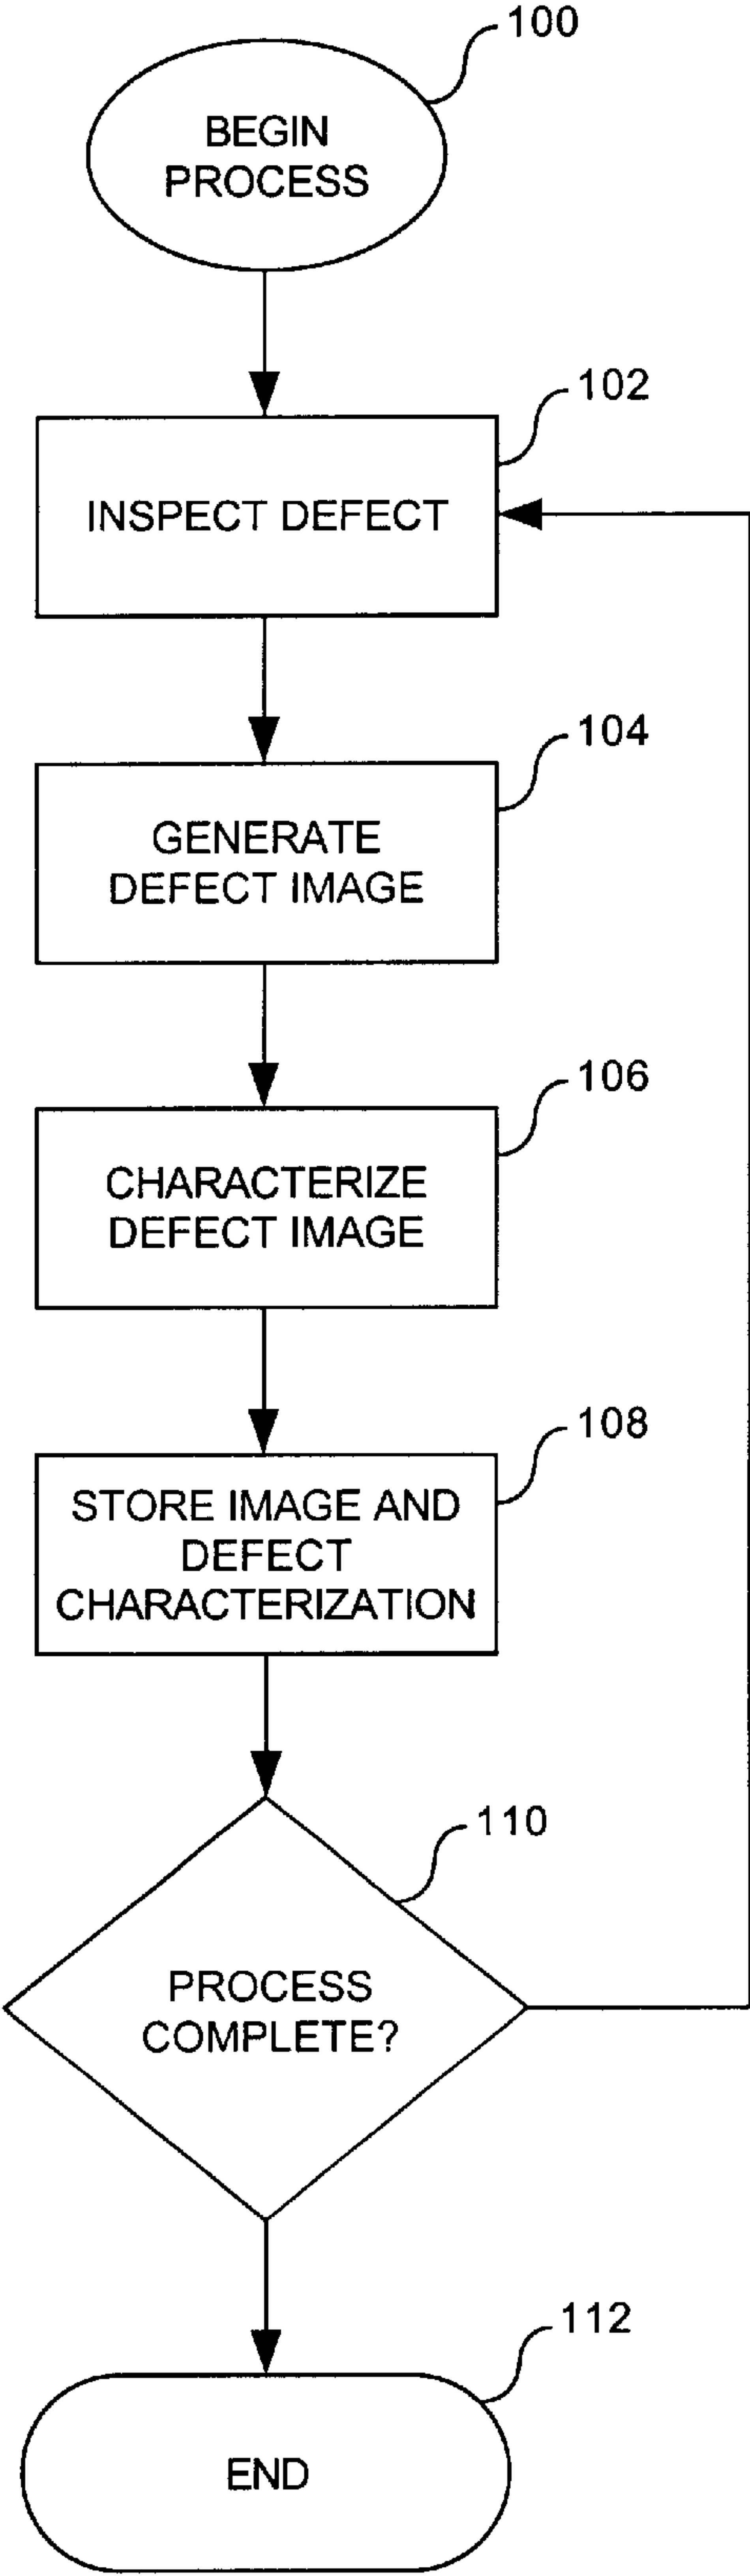 100
BEGIN
PROCESS
102
INSPECT DEFECT
104
GENERATE
DEFECT IMAGE
106
CHARACTERIZE
DEFECT IMAGE
108
STORE IMAGE AND
DEFECT
CHARACTERIZATION
110
PROCESS
COMPLETE?
112
END